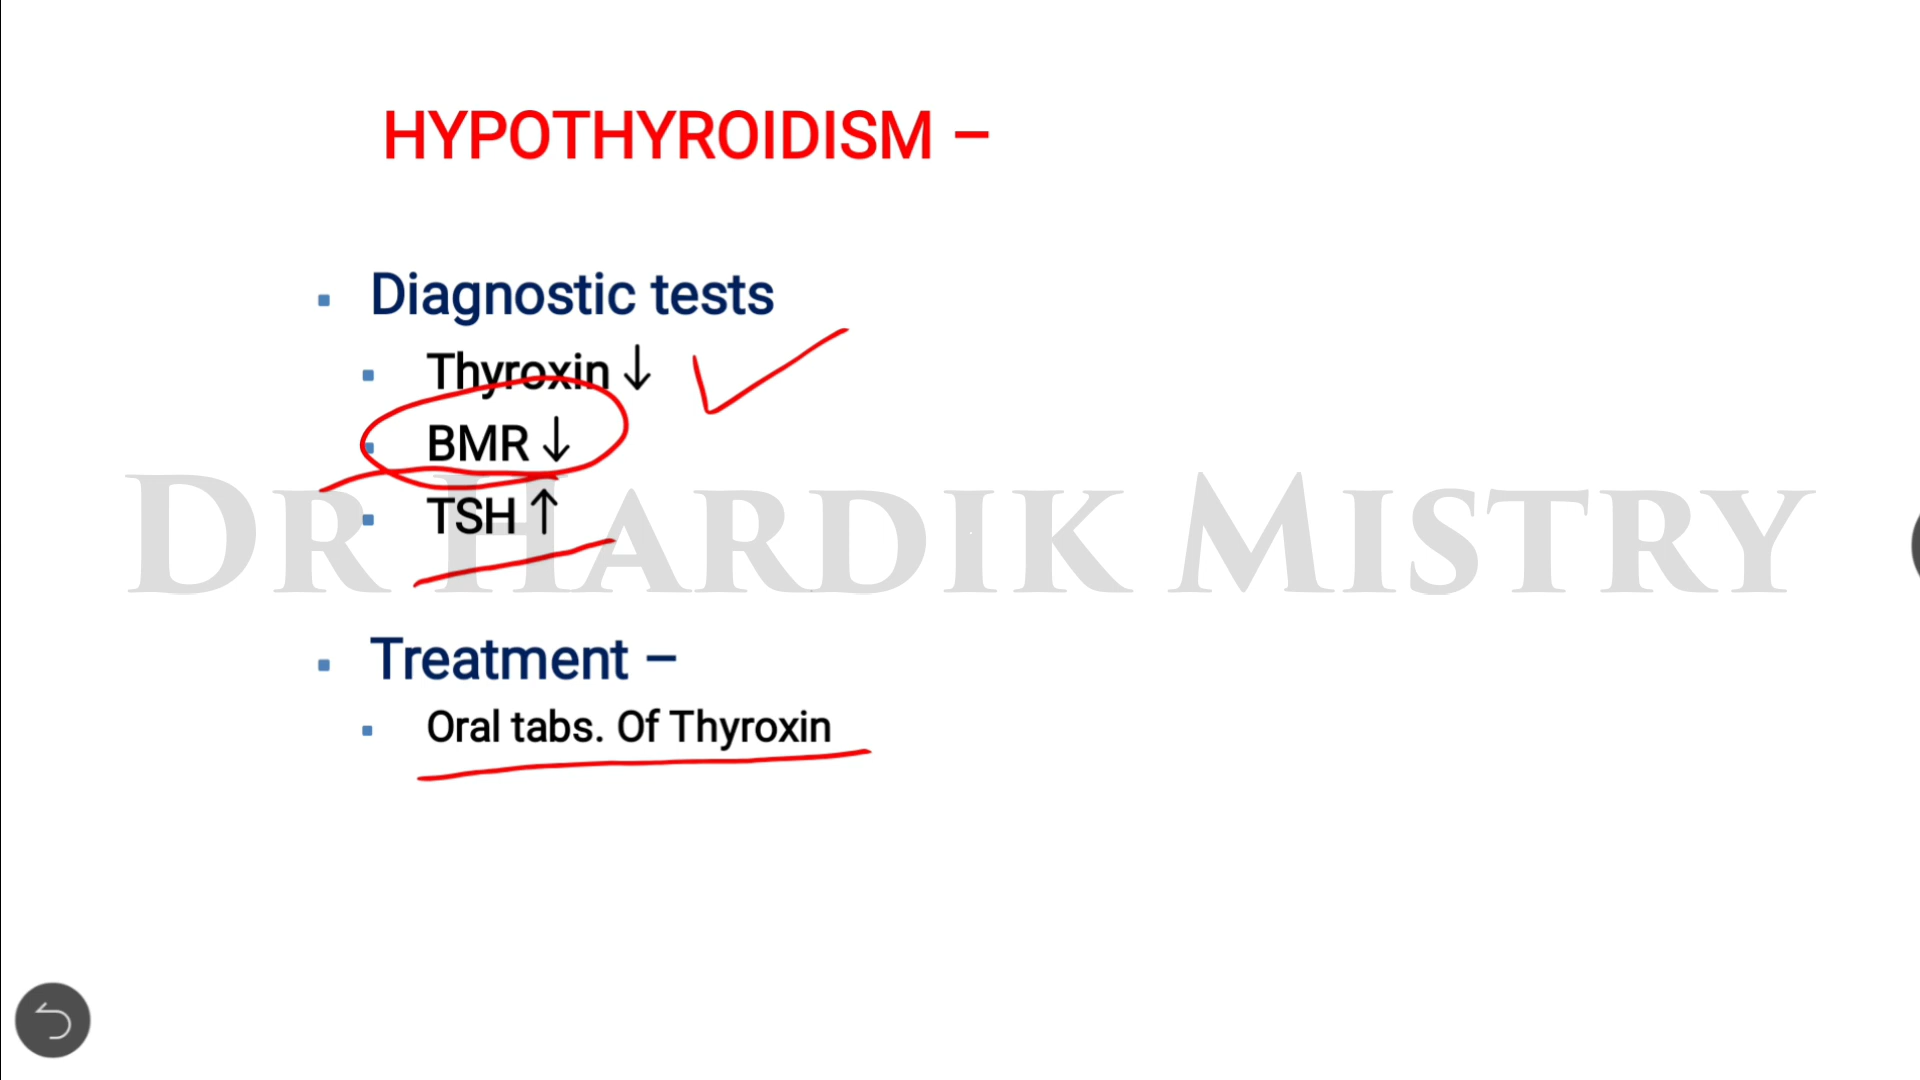 HYPOTHYROIDISM –
▪ Diagnostic tests
▪ Thyroxin ↓
▪ BMR ↓
▪ TSH ↑
DR HARDIK MISTRY
▪ Treatment –
▪ Oral tabs. Of Thyroxin